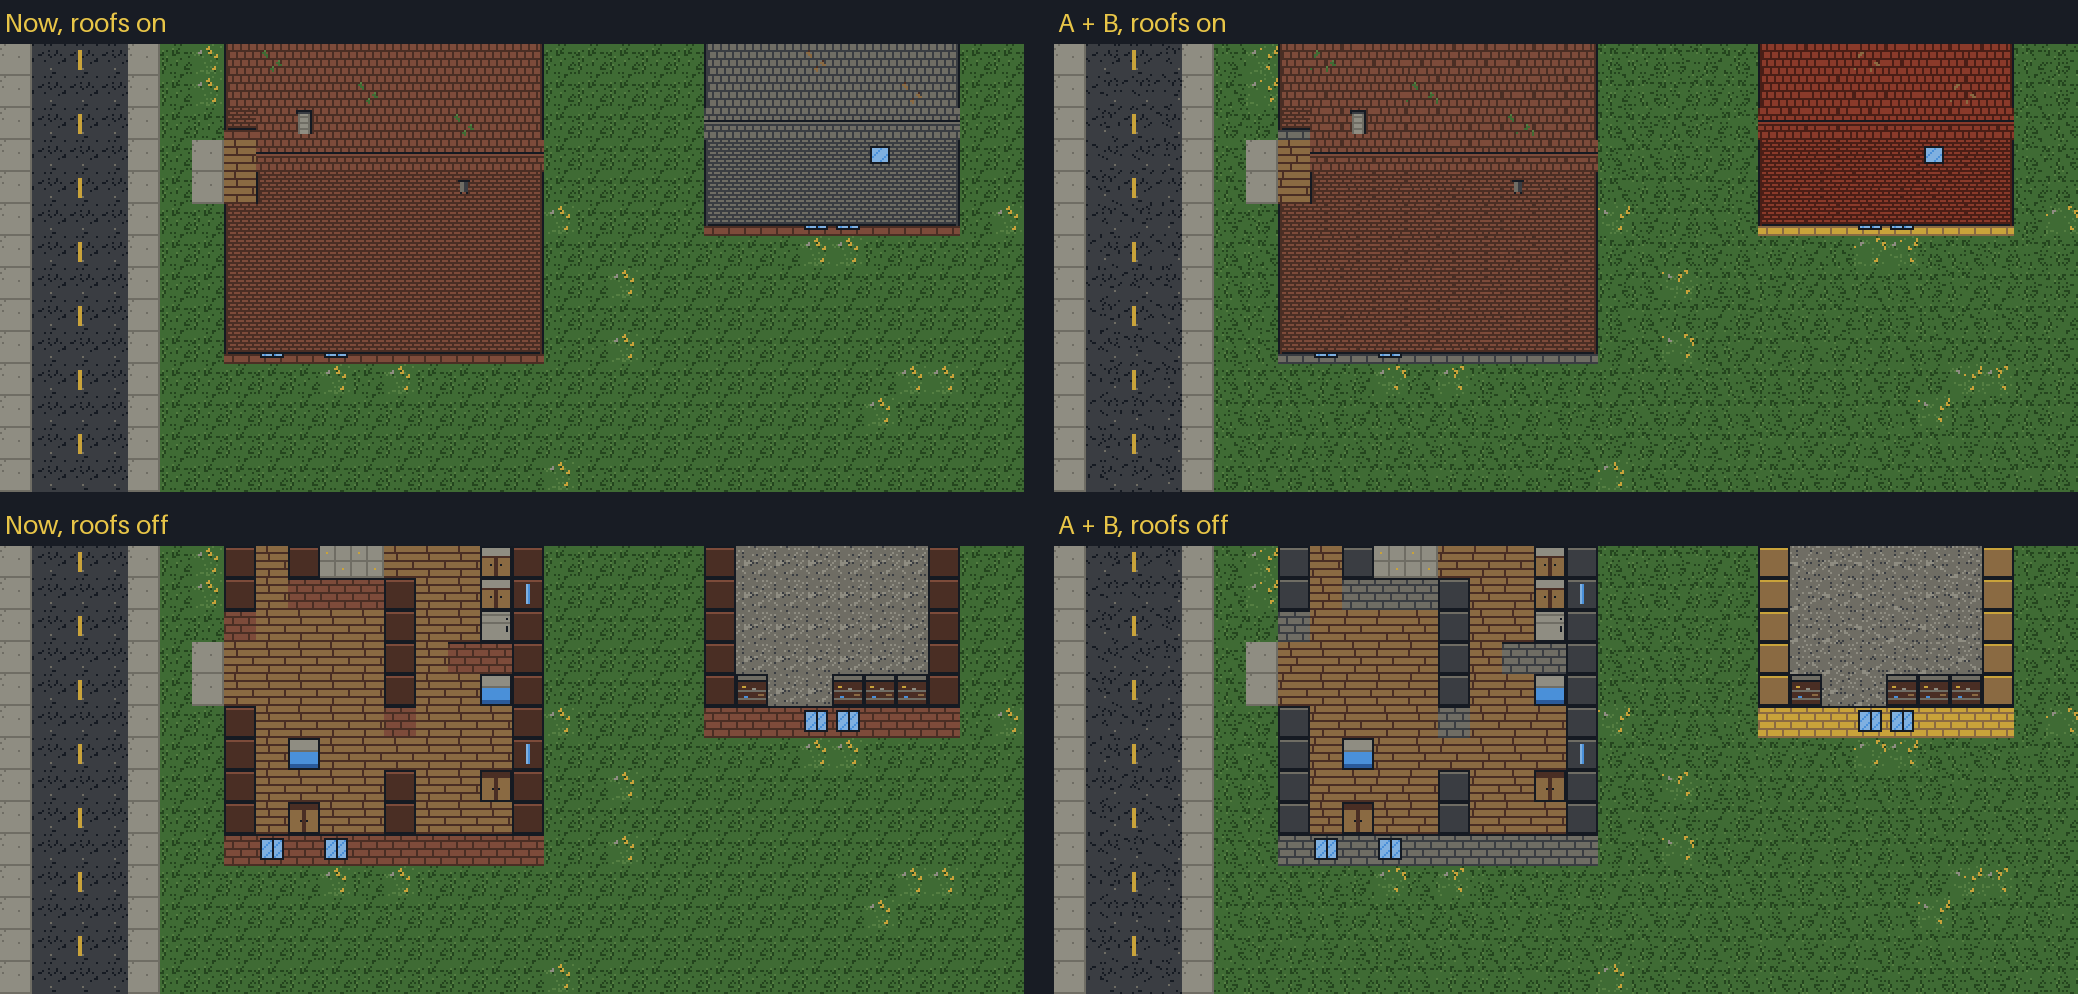 Now, roofs on
A + B, roofs on
Now, roofs off
A + B, roofs off